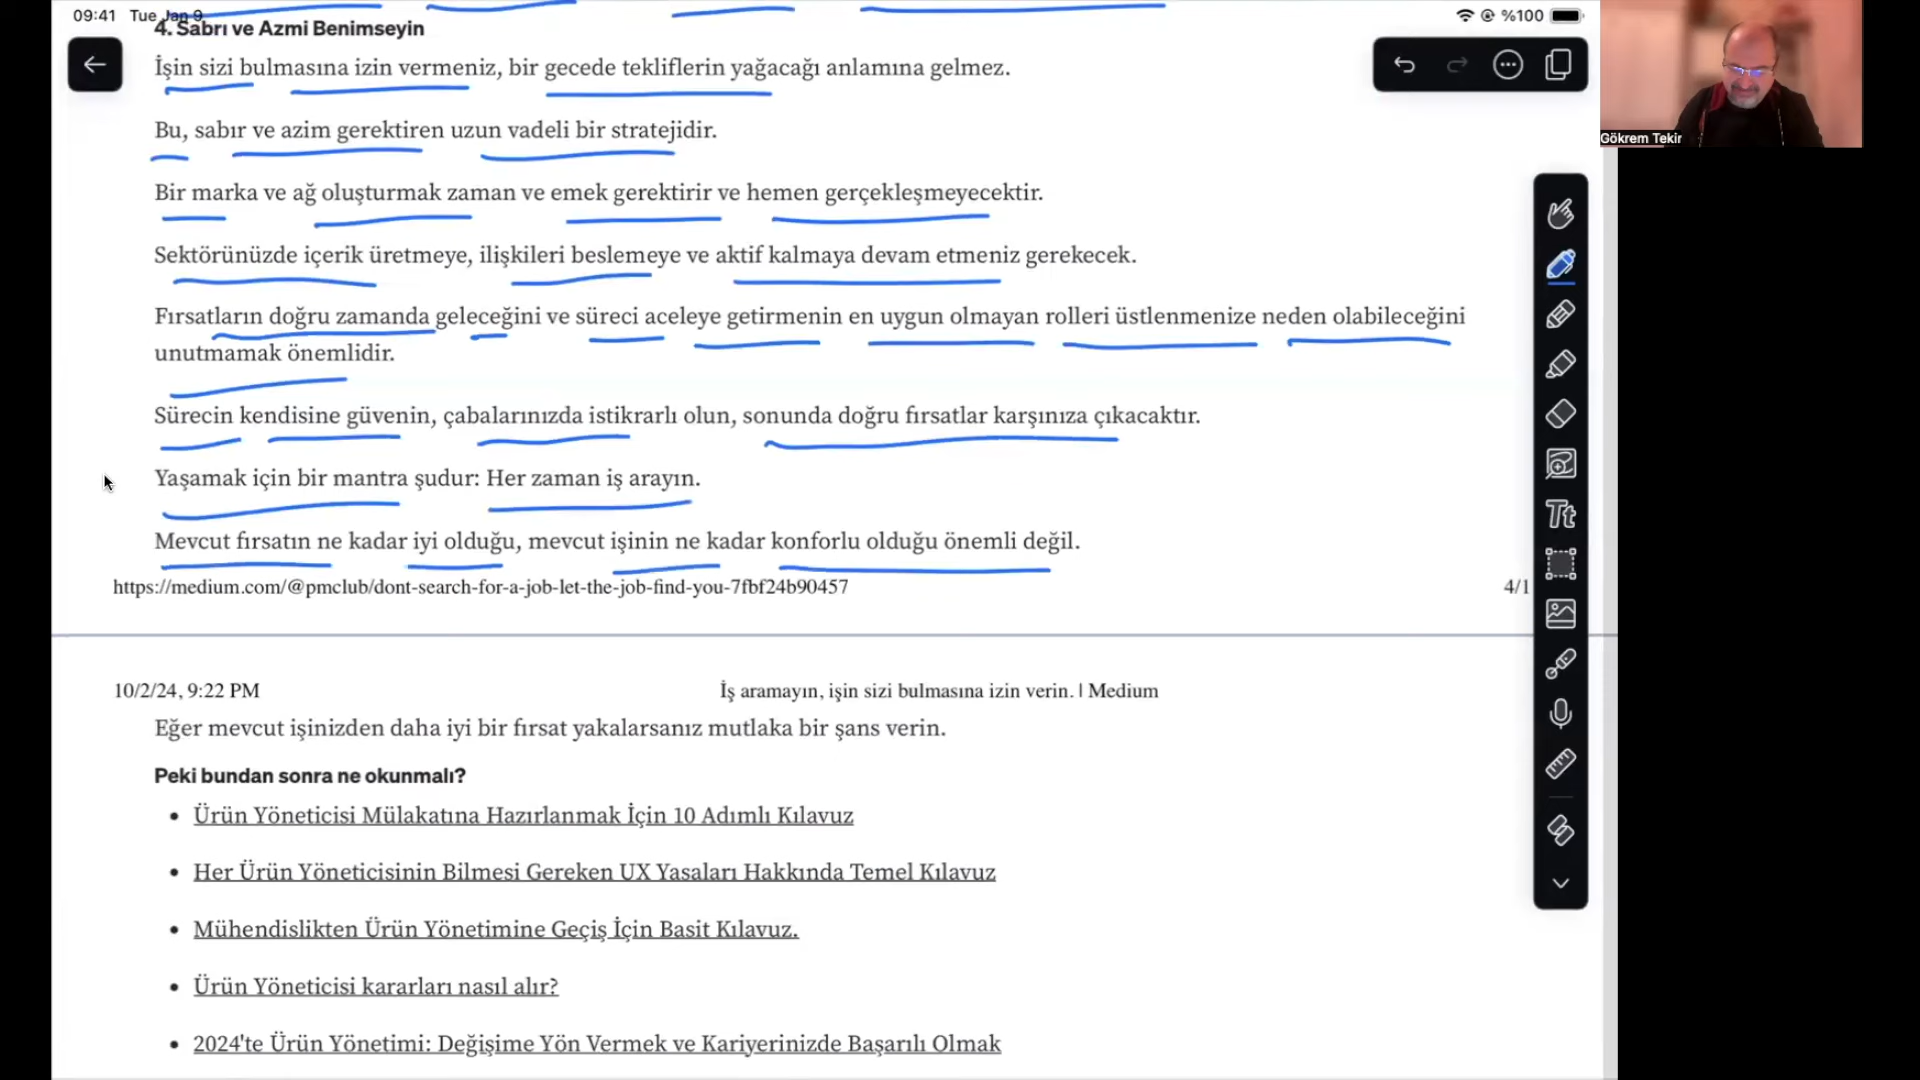 09:41 Tue Jan 9
%100
4. Sabrı ve Azmi Benimseyin
İşin sizi bulmasına izin vermeniz, bir gecede tekliflerin yağacağı anlamına gelmez.
Gökrem Tekir
Bu, sabır ve azim gerektiren uzun vadeli bir stratejidir.
Bir marka ve ağ oluşturmak zaman ve emek gerektirir ve hemen gerçekleşmeyecektir.
Sektörünüzde içerik üretmeye, ilişkileri beslemeye ve aktif kalmaya devam etmeniz gerekecek.
Fırsatların doğru zamanda geleceğini ve süreci aceleye getirmenin en uygun olmayan rolleri üstlenmenize neden olabileceğini
unutmamak önemlidir.
Sürecin kendisine güvenin, çabalarınızda istikrarlı olun, sonunda doğru fırsatlar karşınıza çıkacaktır.
Yaşamak için bir mantra şudur: Her zaman iş arayın.
Tt
Mevcut fırsatın ne kadar iyi olduğu, mevcut işinin ne kadar konforlu olduğu önemli değil.
https://medium.com/@pmclub/dont-search-for-a-job-let-the-job-find-you-7fbf24b90457 4/1
10/2/24, 9:22 PM İş aramayın, işin sizi bulmasına izin verin. | Medium
Eğer mevcut işinizden daha iyi bir fırsat yakalarsanız mutlaka bir şans verin.
Peki bundan sonra ne okunmalı?
• Ürün Yöneticisi Mülakatına Hazırlanmak İçin 10 Adımlı Kılavuz
• Her Ürün Yöneticisinin Bilmesi Gereken UX Yasaları Hakkında Temel Kılavuz
• Mühendislikten Ürün Yönetimine Geçiş İçin Basit Kılavuz.
• Ürün Yöneticisi kararları nasıl alır?
• 2024'te Ürün Yönetimi: Değişime Yön Vermek ve Kariyerinizde Başarılı Olmak